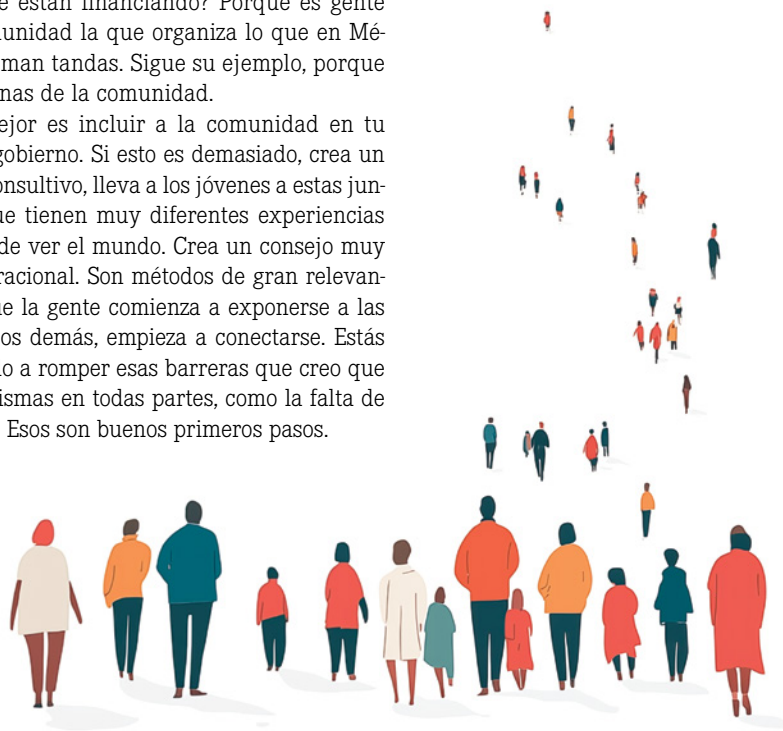 e están financiando? Porque es gente
unidad la que organiza lo que en Mé-
man tandas. Sigue su ejemplo, porque
nas de la comunidad.
ejor es incluir a la comunidad en tu
gobierno. Si esto es demasiado, crea un
onsultivo, lleva a los jóvenes a estas jun-
ue tienen muy diferentes experiencias
de ver el mundo. Crea un consejo muy
racional. Son métodos de gran relevan-
ue la gente comienza a exponerse a las
os demás, empieza a conectarse. Estás
do a romper esas barreras que creo que
ismas en todas partes, como la falta de
. Esos son buenos primeros pasos.